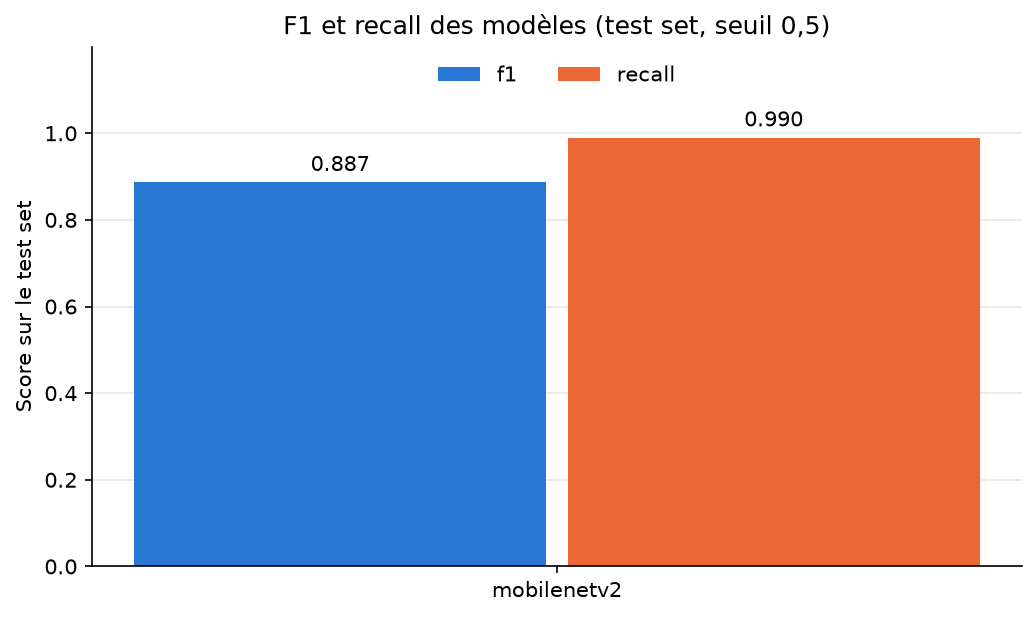 F1 et recall des modèles (test set, seuil 0,5)
f1 recall
0.990
0.887
Score sur le test set
1.0
0.8
0.6
0.4
0.2
0.0
mobilenetv2